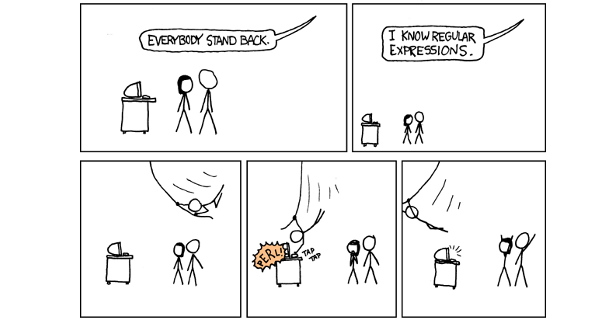 EVERYBODY STAND BACK.
I KNOW REGULAR
EXPRESSIONS.
PERL!
TAP
TAP